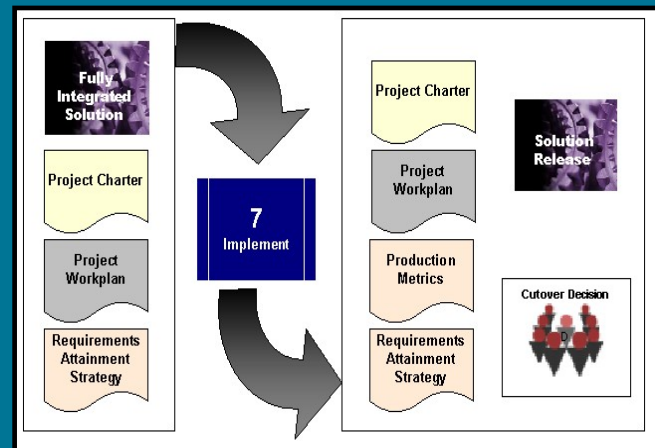 Fully
Integrated
Solution
Project Charter
Project
Workplan
Requirements
Attainment
Strategy
7
Implement
Project Charter
Project
Workplan
Production
Metrics
Requirements
Attainment
Strategy
Solution
Release
Cutover Decision
D